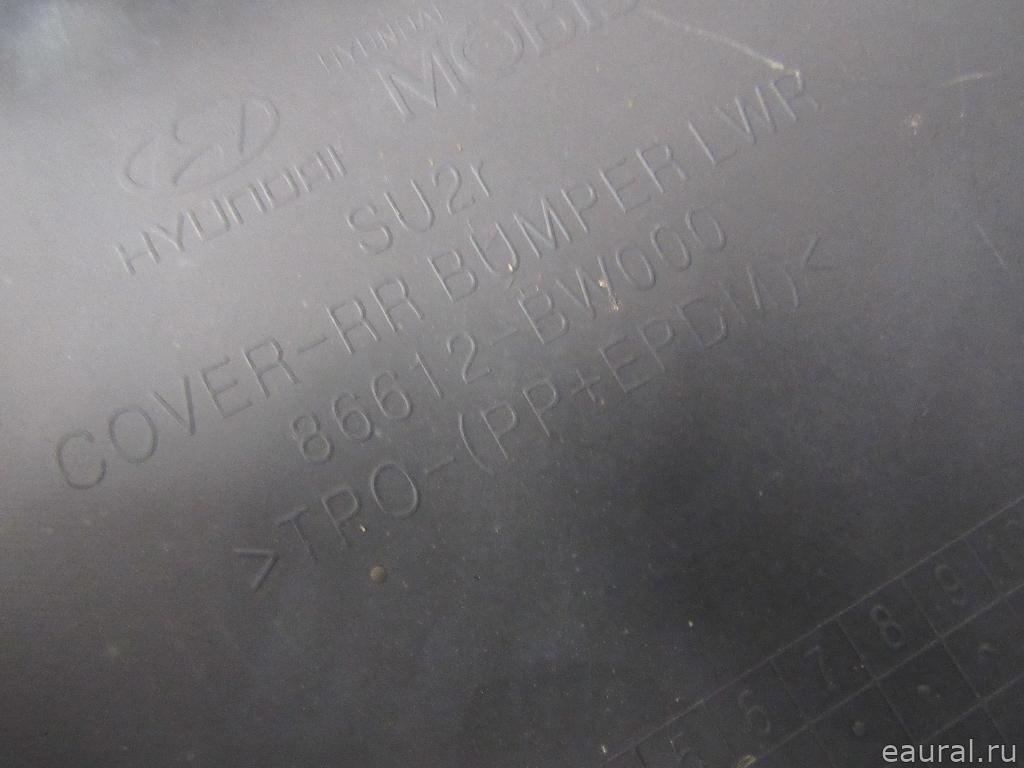 HYUNDAI
MOBIS
HYUNDAI
SU2r
COVER-RR BUMPER LWR
86612-BW000
>TPO-(PP+EPDM)<
5 6 7 8 9
eaural.ru